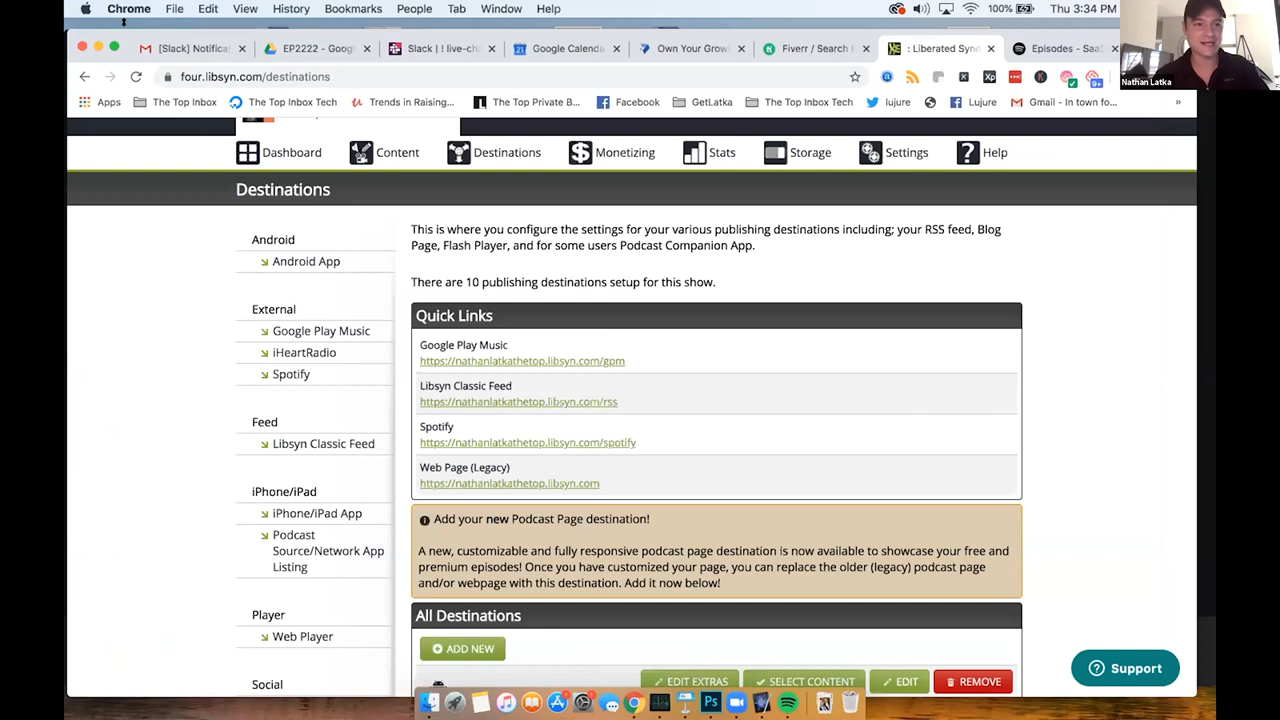 Chrome File Edit View History Bookmarks People Tab Window Help 100% Thu 3:34 PM
[Slack] Notifica EP2222 - Goog Slack | ! live-ch Google Calenda Own Your Grow Fiverr / Search : Liberated Syn Episodes - Saa
four.libsyn.com/destinations
Nathan Latka
Apps The Top Inbox The Top Inbox Tech Trends in Raising... The Top Private B... Facebook GetLatka The Top Inbox Tech lujure Lujure Gmail - In town fo... »
Dashboard Content Destinations Monetizing Stats Storage Settings Help
Destinations
Android
Android App
External
Google Play Music
iHeartRadio
Spotify
Feed
Libsyn Classic Feed
iPhone/iPad
iPhone/iPad App
Podcast
Source/Network App
Listing
Player
Web Player
Social
This is where you configure the settings for your various publishing destinations including; your RSS feed, Blog
Page, Flash Player, and for some users Podcast Companion App.
There are 10 publishing destinations setup for this show.
Quick Links
Google Play Music
https://nathanlatkathetop.libsyn.com/gpm
Libsyn Classic Feed
https://nathanlatkathetop.libsyn.com/rss
Spotify
https://nathanlatkathetop.libsyn.com/spotify
Web Page (Legacy)
https://nathanlatkathetop.libsyn.com
Add your new Podcast Page destination!
A new, customizable and fully responsive podcast page destination is now available to showcase your free and
premium episodes! Once you have customized your page, you can replace the older (legacy) podcast page
and/or webpage with this destination. Add it now below!
All Destinations
ADD NEW
EDIT EXTRAS SELECT CONTENT EDIT REMOVE
Support